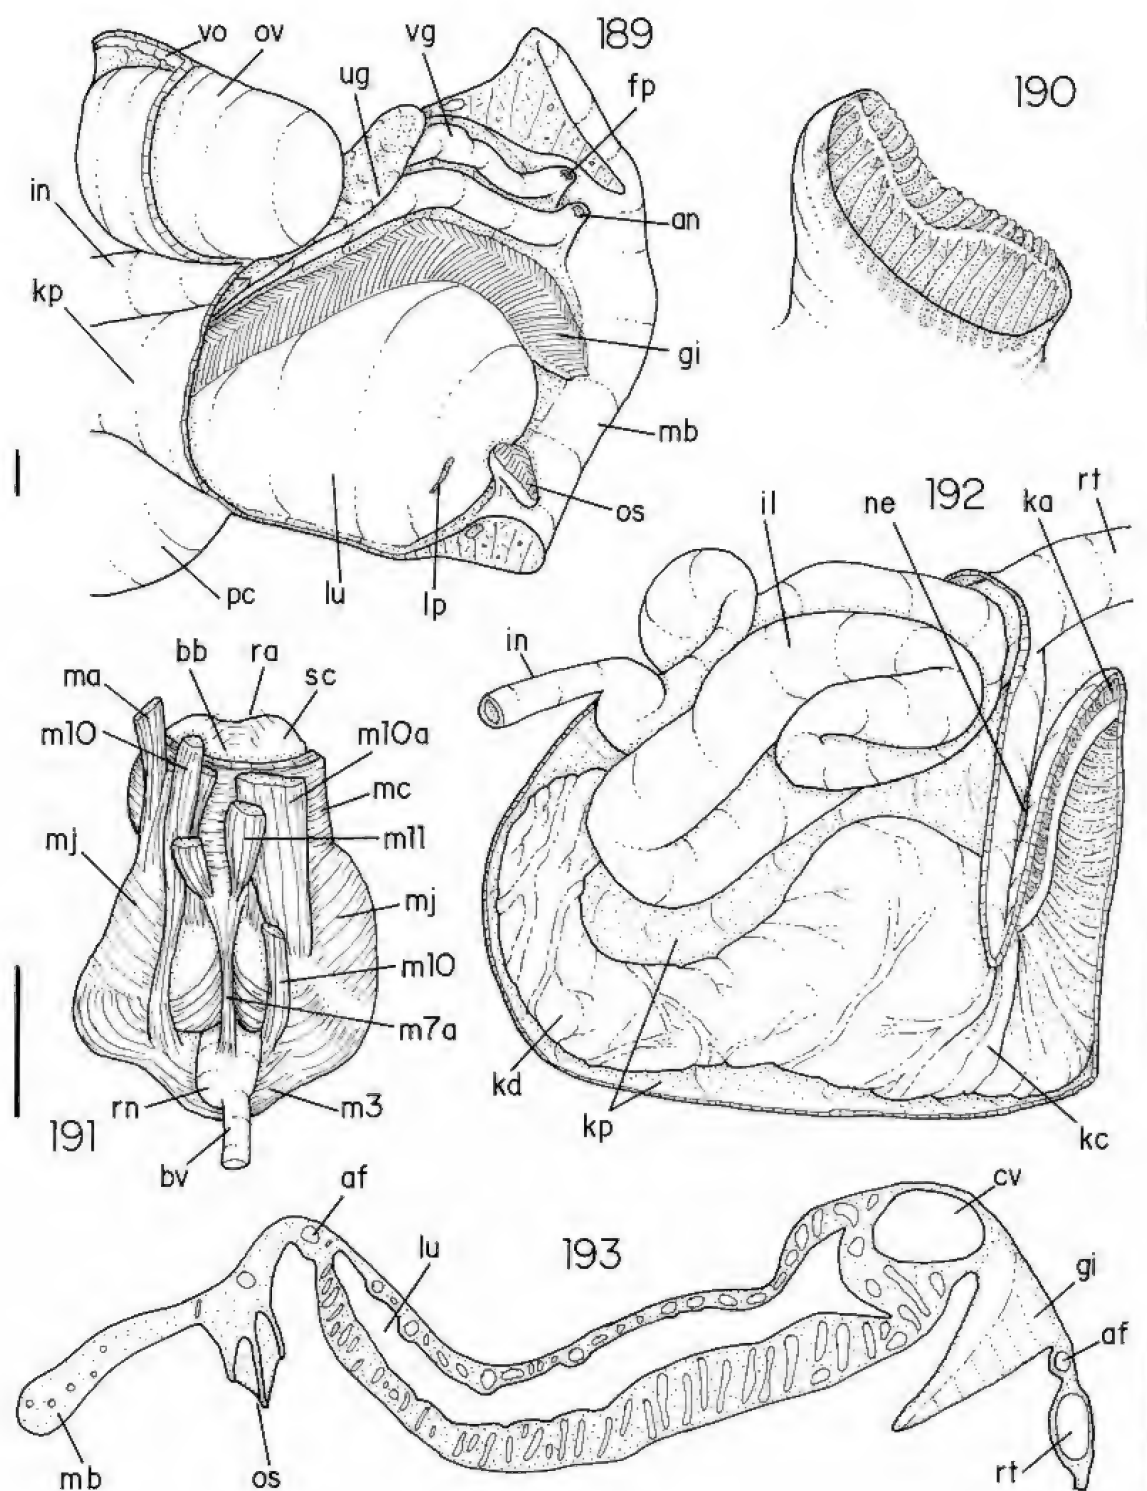 189
vo
ov
vg
ug
fp
in
an
kp
gi
mb
os
pc
lu
lp
190
191
bb
ra
sc
ma
m10
m10a
mc
m11
mj
mj
m10
m7a
rn
m3
bv
192
il
ne
ka
rt
in
kd
kp
kc
193
af
lu
cv
gi
af
mb
os
rt